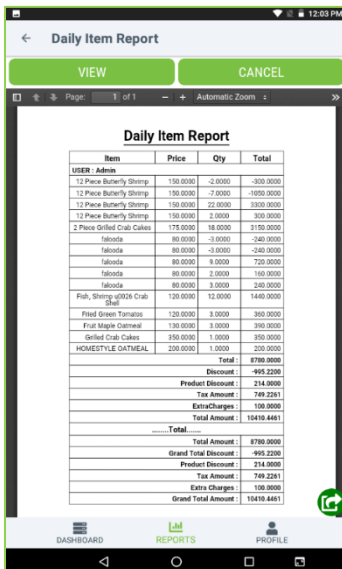 12:03 PM
Daily Item Report
VIEW CANCEL
Page: 1 of 1 Automatic Zoom
Daily Item Report
Item Price Qty Total
USER : Admin
12 Piece Butterfly Shrimp 150.0000 -2.0000 -300.0000
12 Piece Butterfly Shrimp 150.0000 -7.0000 -1050.0000
12 Piece Butterfly Shrimp 150.0000 22.0000 3300.0000
12 Piece Butterfly Shrimp 150.0000 2.0000 300.0000
2 Piece Grilled Crab Cakes 175.0000 18.0000 3150.0000
falooda 80.0000 -3.0000 -240.0000
falooda 80.0000 -3.0000 -240.0000
falooda 80.0000 9.0000 720.0000
falooda 80.0000 2.0000 160.0000
falooda 80.0000 3.0000 240.0000
Fish, Shrimp u0026 Crab 120.0000 12.0000 1440.0000
Shell
Fried Green Tomatos 120.0000 3.0000 360.0000
Fruit Maple Oatmeal 130.0000 3.0000 390.0000
Grilled Crab Cakes 350.0000 1.0000 350.0000
HOMESTYLE OATMEAL 200.0000 1.0000 200.0000
Total : 8780.0000
Discount : -995.2200
Product Discount : 214.0000
Tax Amount : 749.2261
ExtraCharges : 100.0000
Total Amount : 10410.4461
........Total.......
Total Amount : 8780.0000
Grand Total Discount : -995.2200
Product Discount : 214.0000
Tax Amount : 749.2261
Extra Charges : 100.0000
Grand Total Amount : 10410.4461
DASHBOARD REPORTS PROFILE